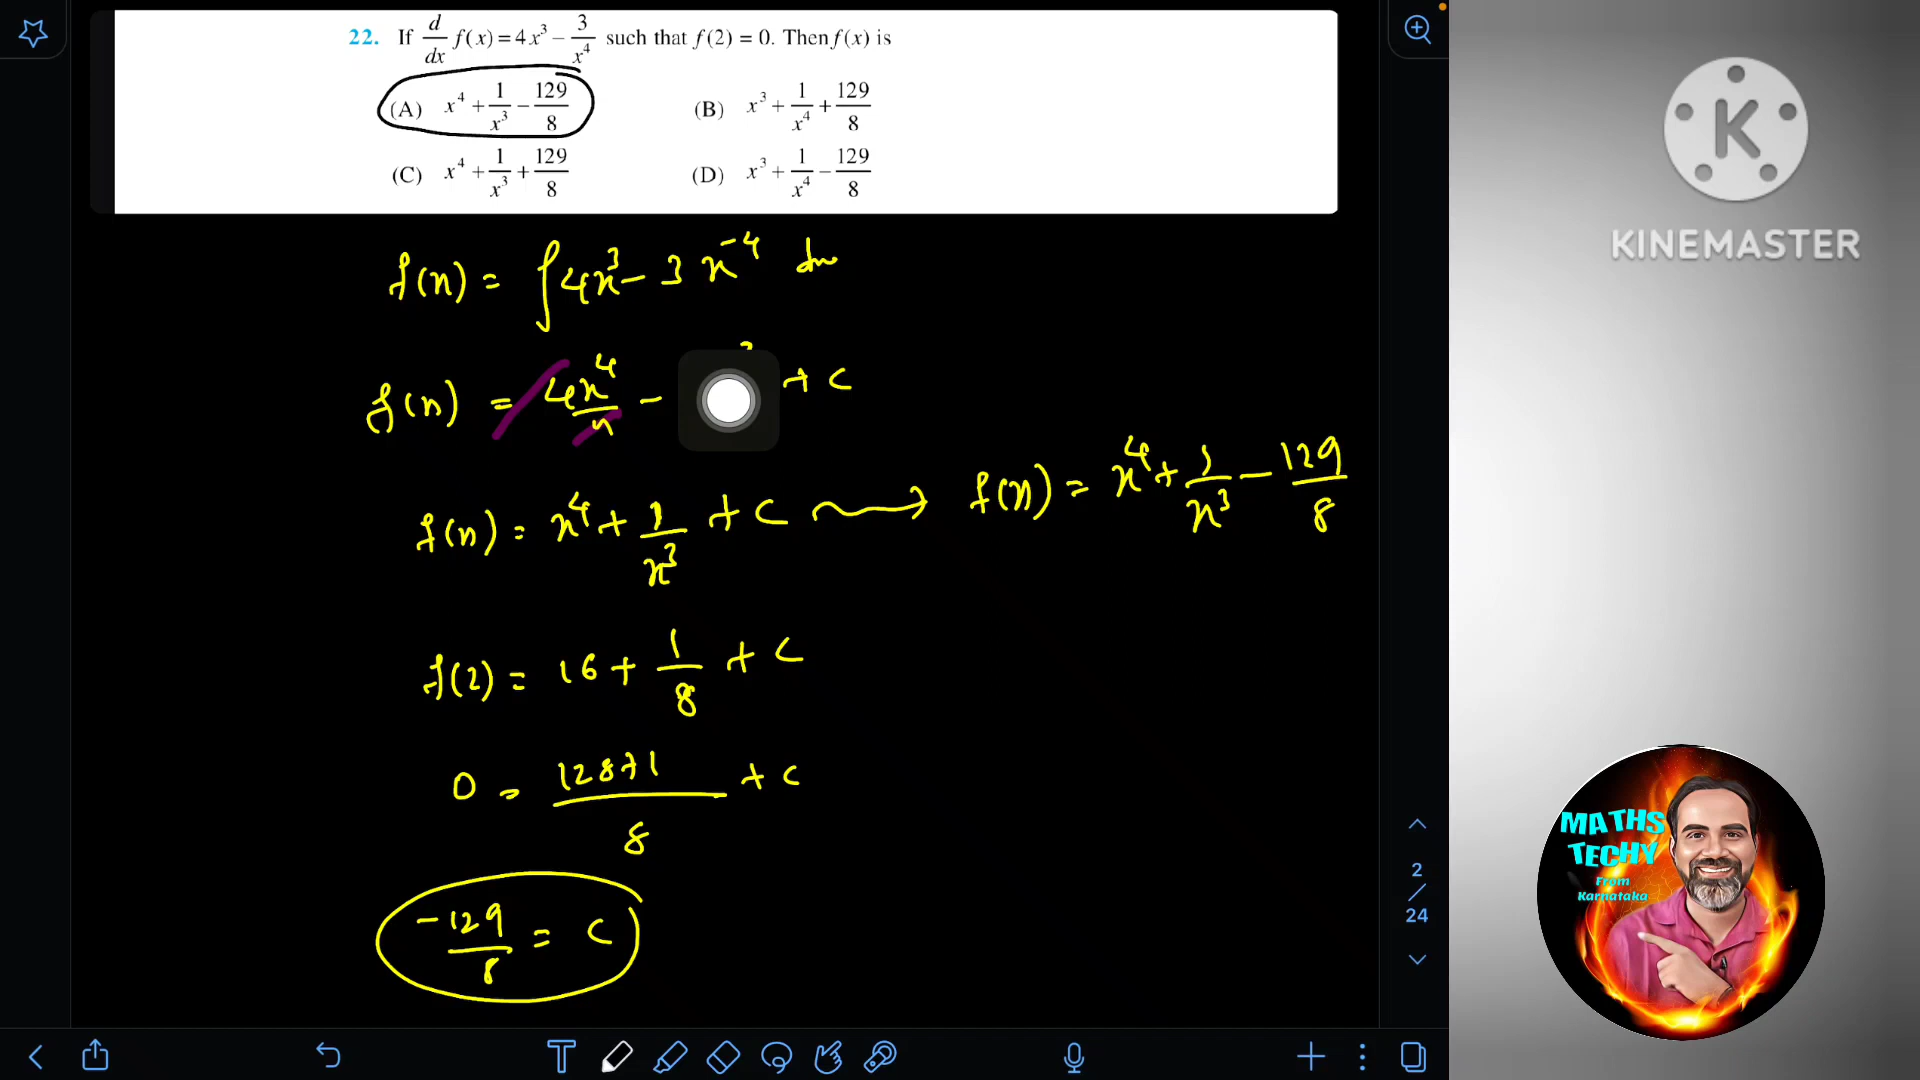 22. If d/dx f(x) = 4x³ − 3/x⁴ such that f(2) = 0. Then f(x) is
(A) x⁴ + 1/x³ − 129/8
(B) x³ + 1/x⁴ + 129/8
(C) x⁴ + 1/x³ + 129/8
(D) x³ + 1/x⁴ − 129/8
f(x) = ∫ 4x³ − 3x⁻⁴ dx
f(x) = 4x⁴/4 − + C
f(x) = x⁴ + 1/x³ + C → f(x) = x⁴ + 1/x³ − 129/8
f(2) = 16 + 1/8 + C
0 = 128+1/8 + C
−129/8 = C
K
KINEMASTER
MATHS
TECHY
From
Karnataka
2
/
24
T